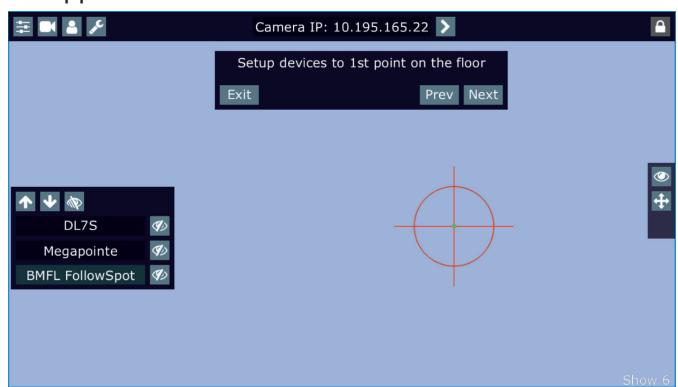 Camera IP: 10.195.165.22
Setup devices to 1st point on the floor
Exit Prev Next
DL7S
Megapointe
BMFL FollowSpot
Show 6